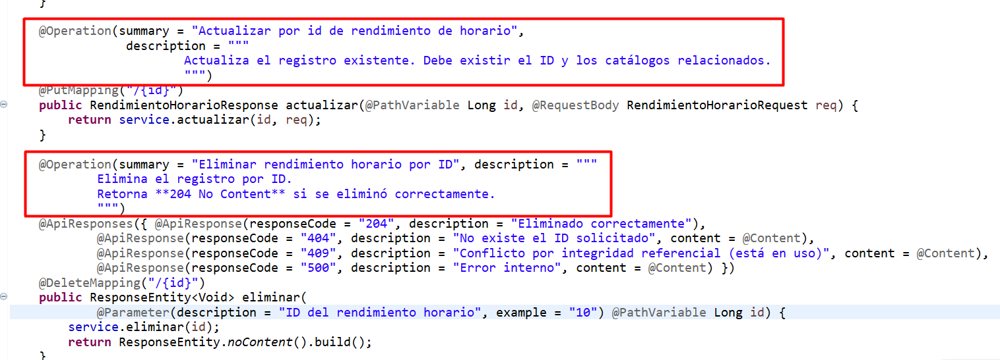 }
@Operation(summary = "Actualizar por id de rendimiento de horario",
description = """
Actualiza el registro existente. Debe existir el ID y los catálogos relacionados.
""")
@PutMapping("/{id}")
public RendimientoHorarioResponse actualizar(@PathVariable Long id, @RequestBody RendimientoHorarioRequest req) {
return service.actualizar(id, req);
}
@Operation(summary = "Eliminar rendimiento horario por ID", description = """
Elimina el registro por ID.
Retorna **204 No Content** si se eliminó correctamente.
""")
@ApiResponses({ @ApiResponse(responseCode = "204", description = "Eliminado correctamente"),
@ApiResponse(responseCode = "404", description = "No existe el ID solicitado", content = @Content),
@ApiResponse(responseCode = "409", description = "Conflicto por integridad referencial (está en uso)", content = @Content),
@ApiResponse(responseCode = "500", description = "Error interno", content = @Content) })
@DeleteMapping("/{id}")
public ResponseEntity<Void> eliminar(
@Parameter(description = "ID del rendimiento horario", example = "10") @PathVariable Long id) {
service.eliminar(id);
return ResponseEntity.noContent().build();
}